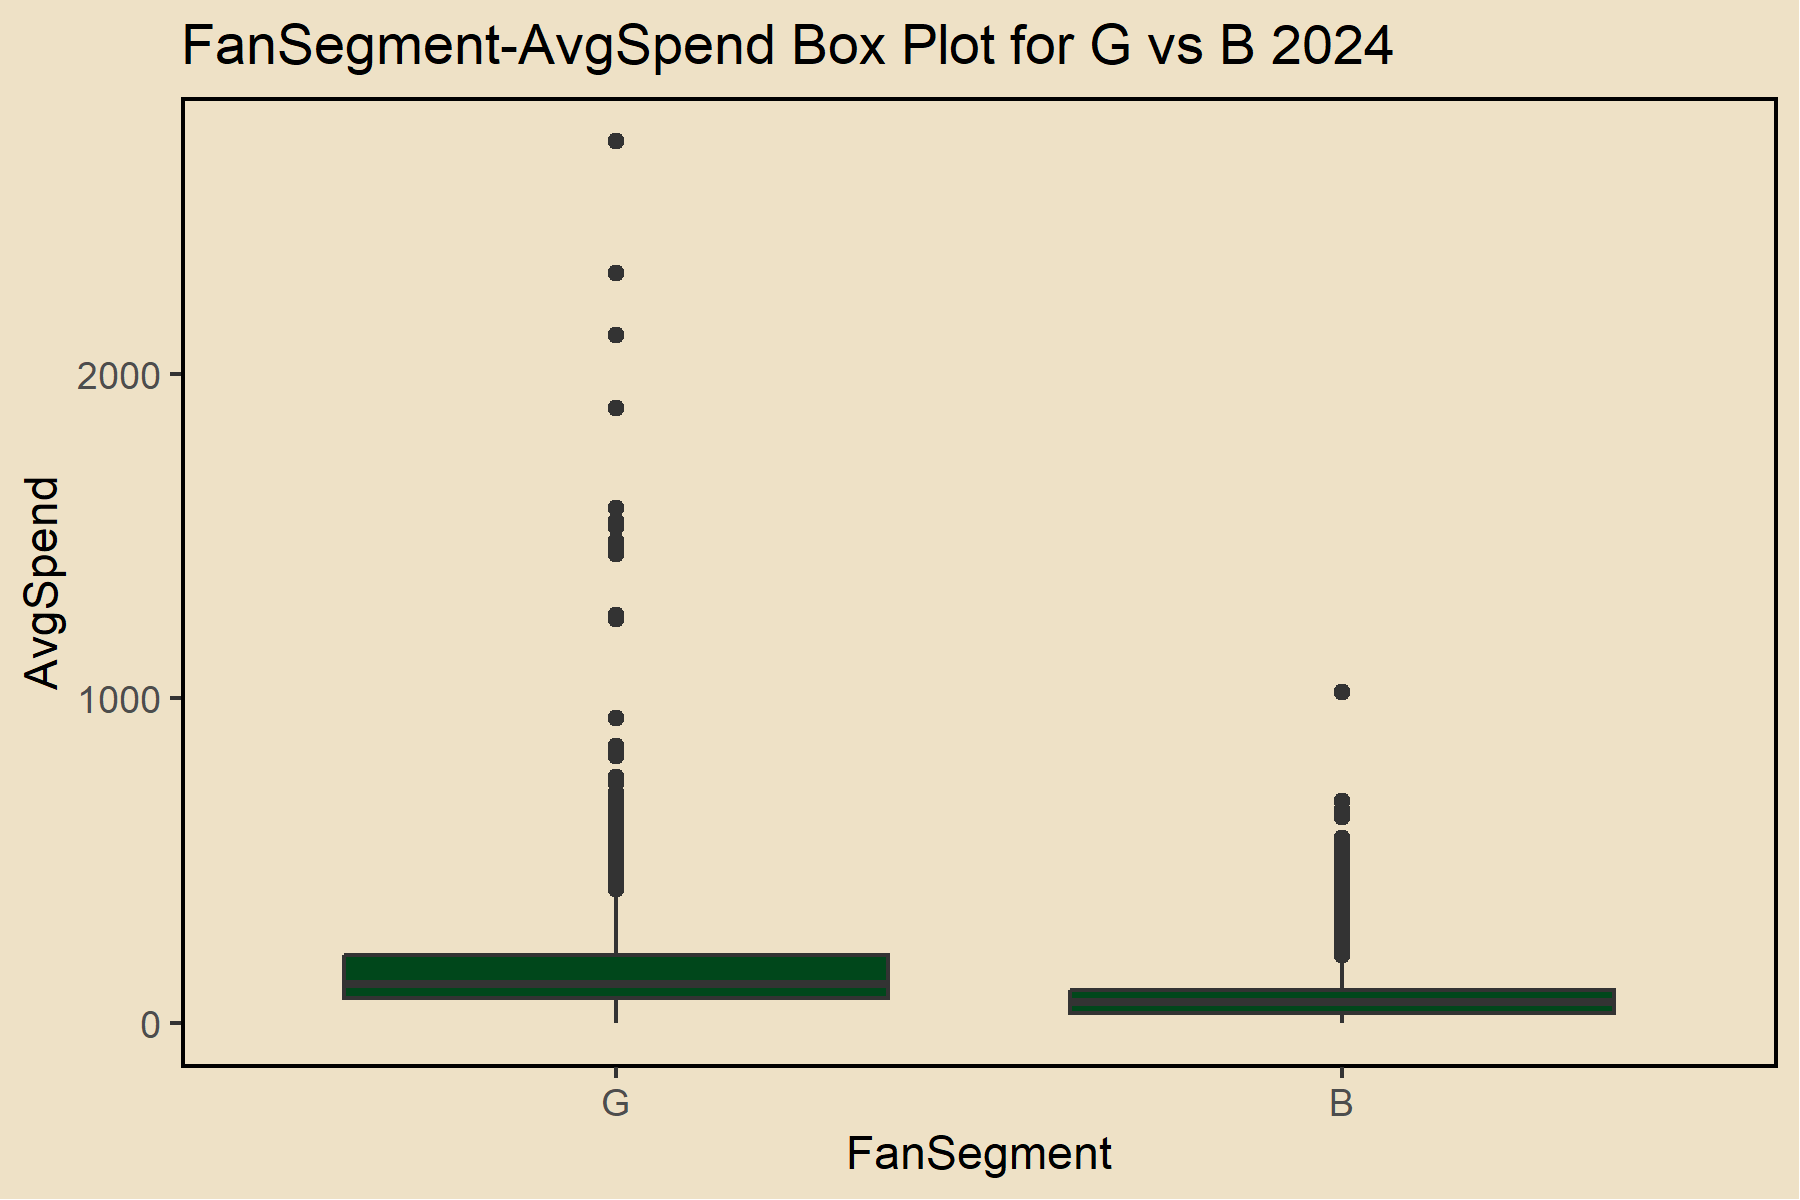 FanSegment-AvgSpend Box Plot for G vs B 2024
AvgSpend
2000
1000
0
G
B
FanSegment